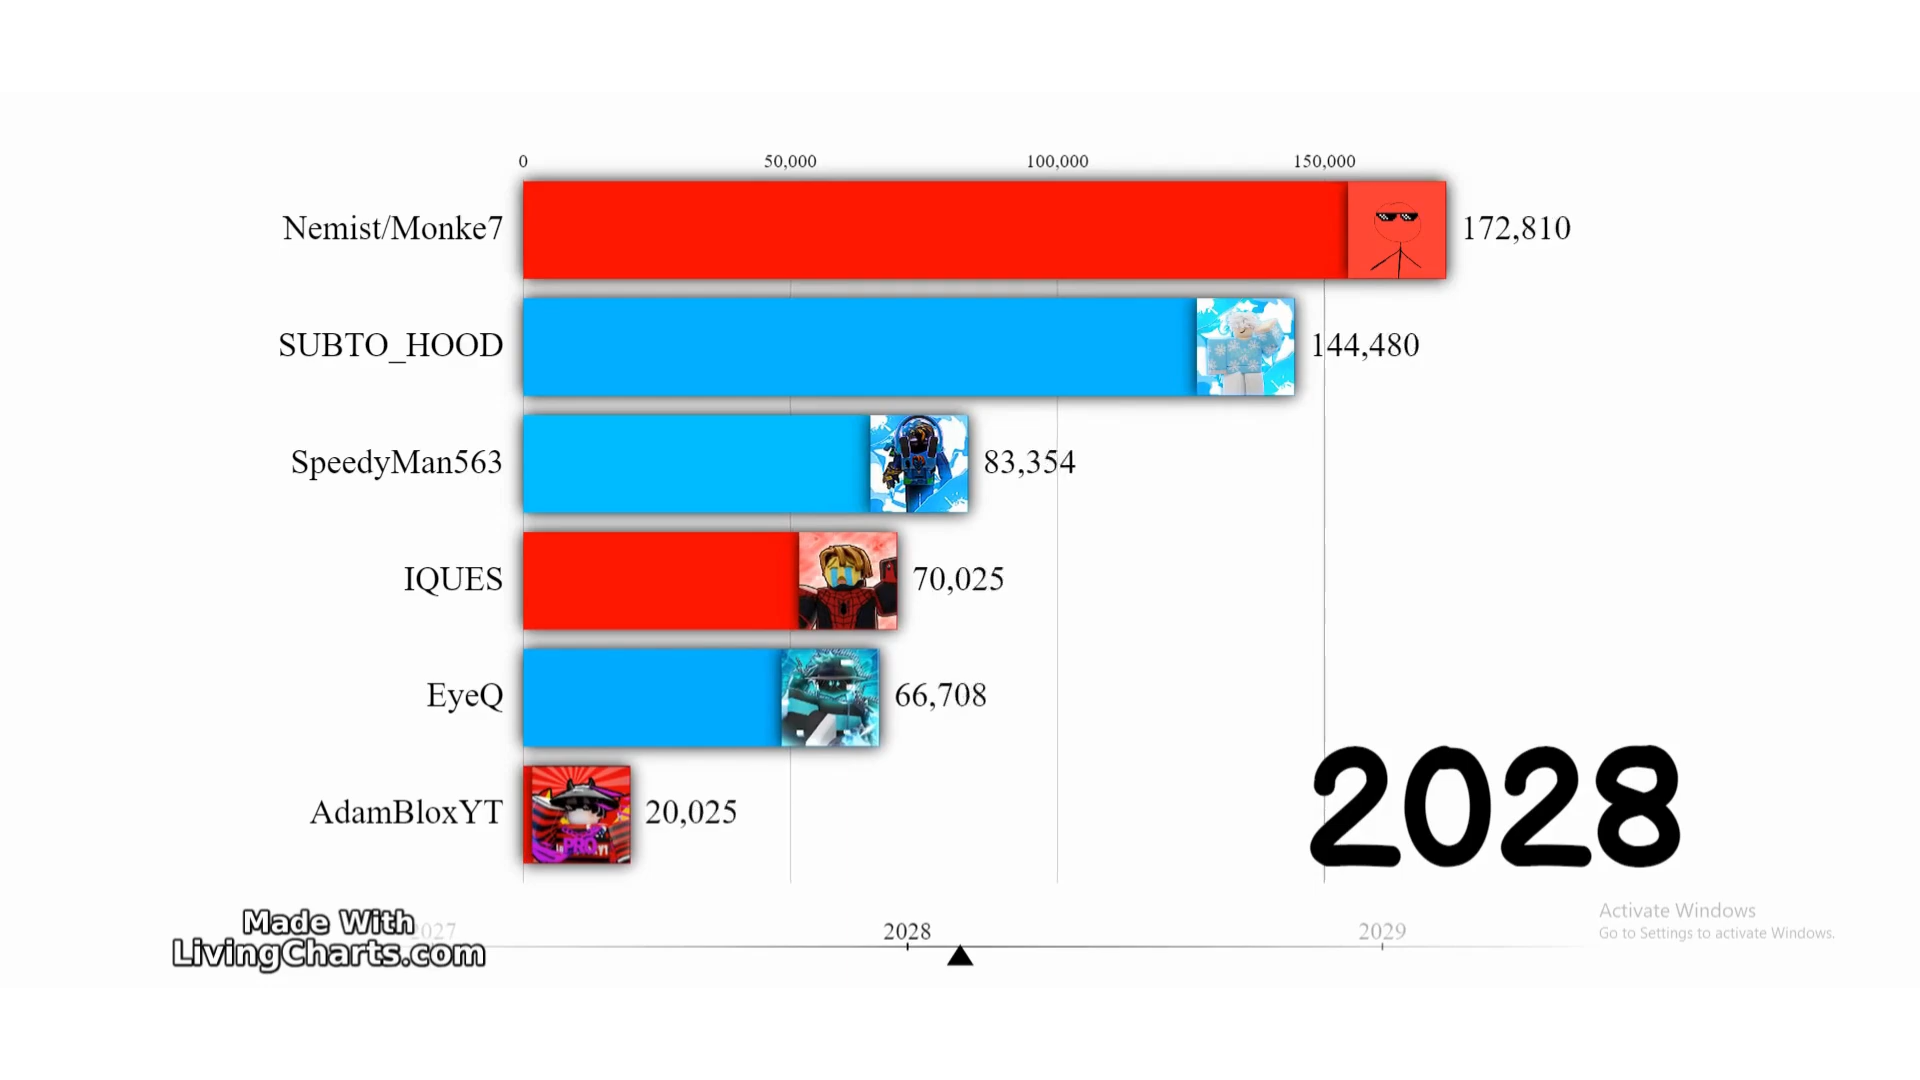 0 50,000 100,000 150,000
Nemist/Monke7 172,810
SUBTO_HOOD 144,480
SpeedyMan563 83,354
IQUES 70,025
EyeQ 66,708
AdamBloxYT 20,025
PRO
2028
Made With
LivingCharts.com
2027 2028 2029
Activate Windows
Go to Settings to activate Windows.